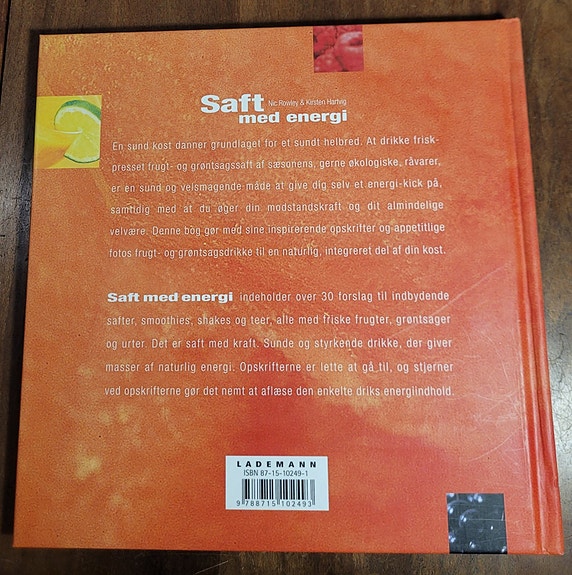 Saft Nic Rowley & Kirsten Hartvig
med energi
En sund kost danner grundlaget for et sundt helbred. At drikke frisk-
presset frugt- og grøntsagssaft af sæsonens, gerne økologiske, råvarer,
er en sund og velsmagende måde at give dig selv et energi-kick på,
samtidig med at du øger din modstandskraft og dit almindelige
velvære. Denne bog gør med sine inspirerende opskrifter og appetitlige
fotos frugt- og grøntsagsdrikke til en naturlig, integreret del af din kost.
Saft med energi indeholder over 30 forslag til indbydende
safter, smoothies, shakes og teer, alle med friske frugter, grøntsager
og urter. Det er saft med kraft. Sunde og styrkende drikke, der giver
masser af naturlig energi. Opskrifterne er lette at gå til, og stjerner
ved opskrifterne gør det nemt at aflæse den enkelte driks energiindhold.
LADEMANN
ISBN 87-15-10249-1
9 788715 102493